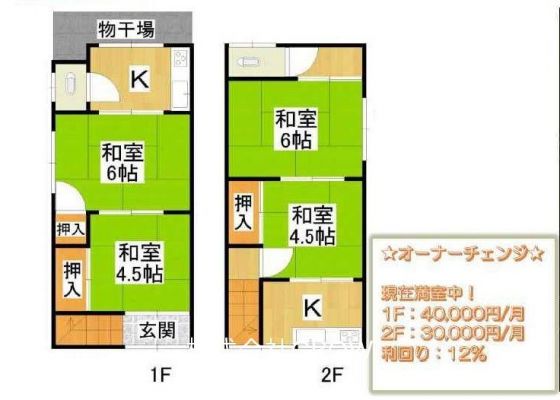 物干場
K
和室
6帖
押入
和室
4.5帖
押入
玄関
1F
和室
6帖
押入
和室
4.5帖
K
2F
☆オーナーチェンジ☆
現在満室中！
1F：40,000円/月
2F：30,000円/月
利回り：12%